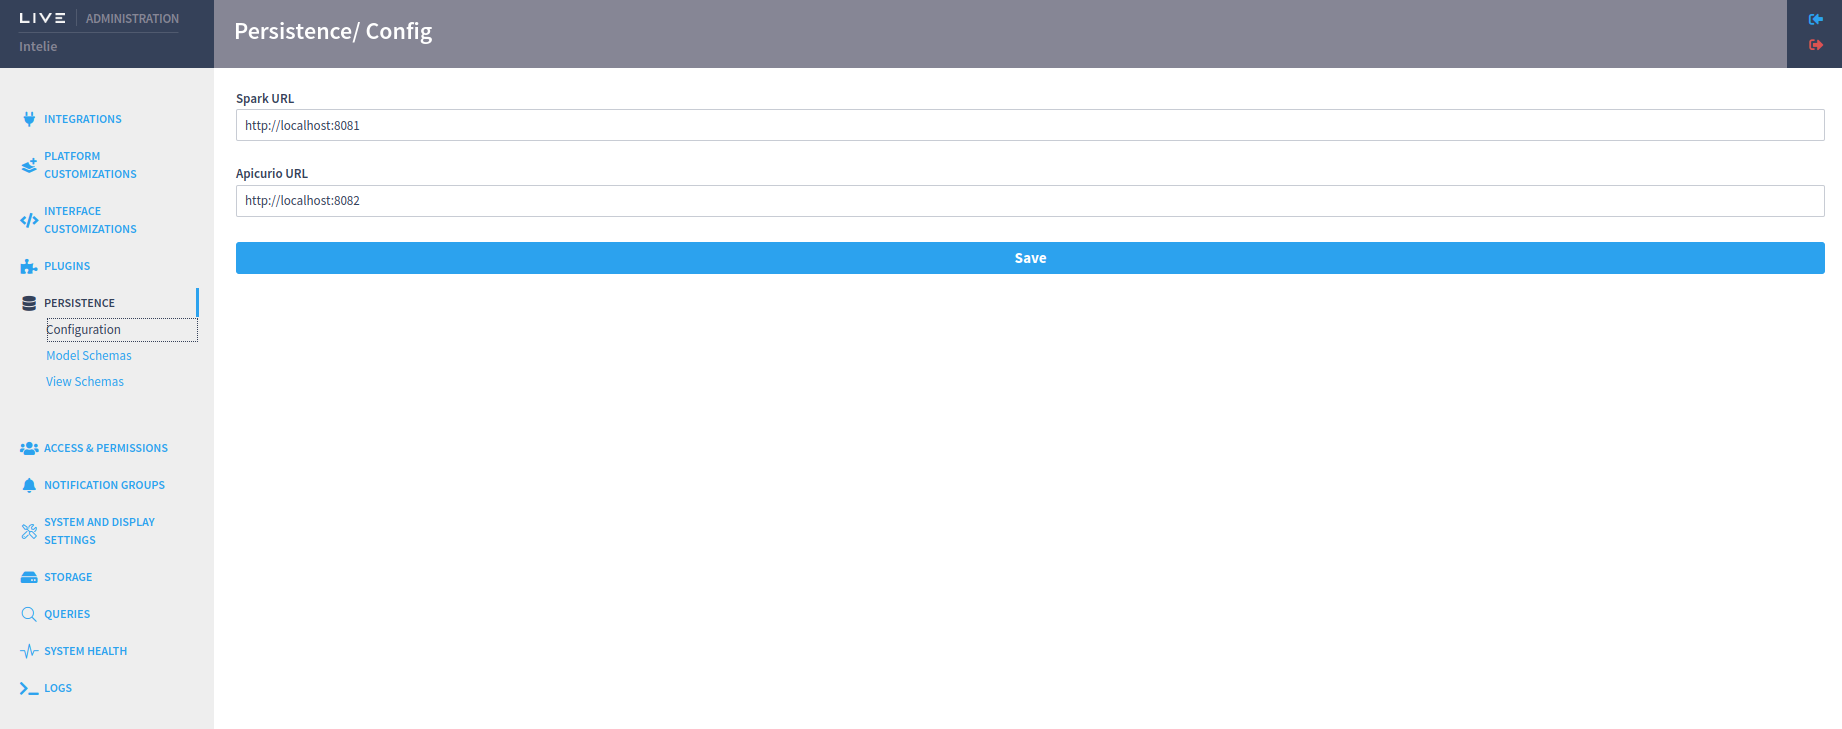 LIVE ADMINISTRATION
Intelie
Persistence/ Config
INTEGRATIONS
PLATFORM
CUSTOMIZATIONS
INTERFACE
CUSTOMIZATIONS
PLUGINS
PERSISTENCE
Configuration
Model Schemas
View Schemas
ACCESS & PERMISSIONS
NOTIFICATION GROUPS
SYSTEM AND DISPLAY
SETTINGS
STORAGE
QUERIES
SYSTEM HEALTH
LOGS
Spark URL
http://localhost:8081
Apicurio URL
http://localhost:8082
Save